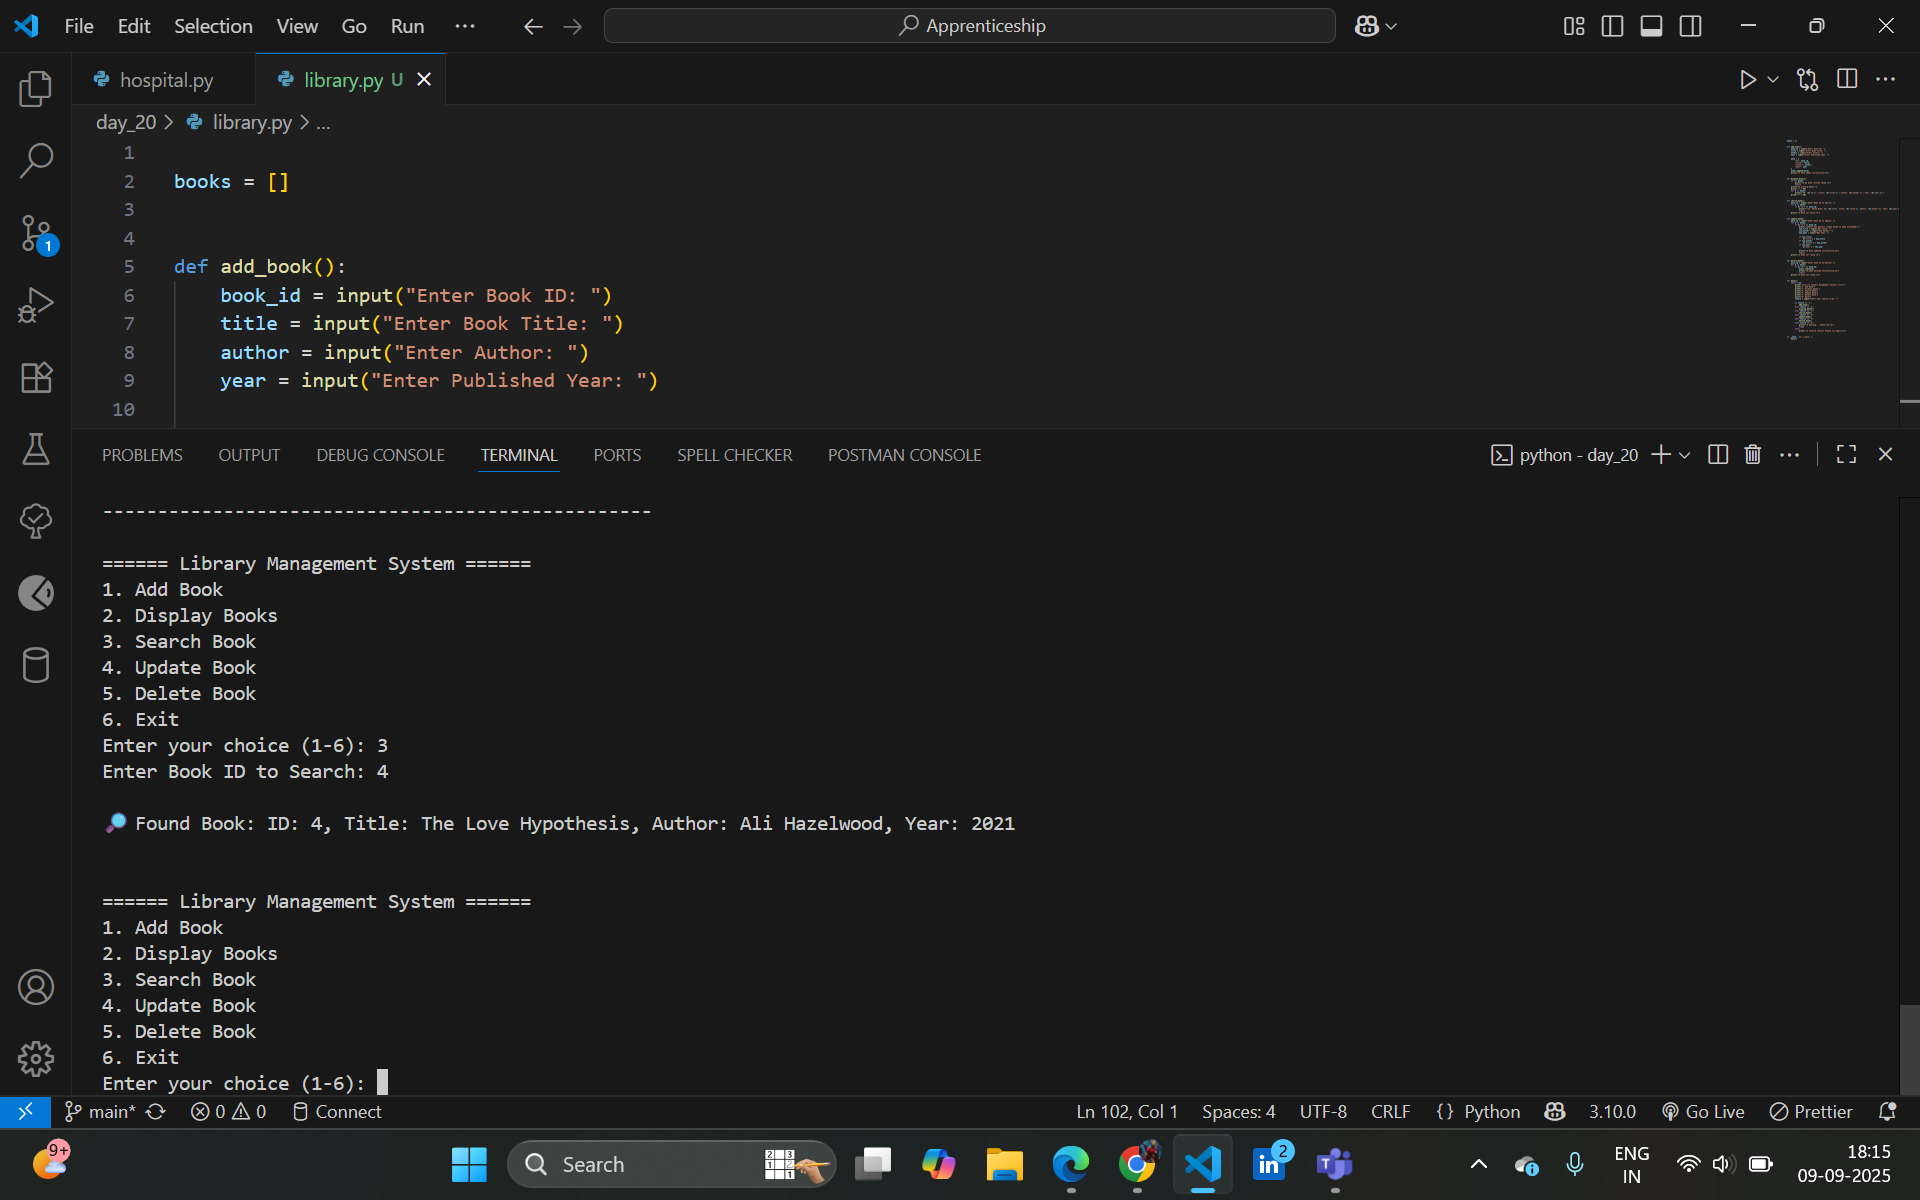 File Edit Selection View Go Run ···
Apprenticeship
hospital.py
library.py U
day_20 > library.py > ...
1
2 books = []
3
4
5 def add_book():
6 book_id = input("Enter Book ID: ")
7 title = input("Enter Book Title: ")
8 author = input("Enter Author: ")
9 year = input("Enter Published Year: ")
10
PROBLEMS OUTPUT DEBUG CONSOLE TERMINAL PORTS SPELL CHECKER POSTMAN CONSOLE
python - day_20
--------------------------------------------------
====== Library Management System ======
1. Add Book
2. Display Books
3. Search Book
4. Update Book
5. Delete Book
6. Exit
Enter your choice (1-6): 3
Enter Book ID to Search: 4
🔎 Found Book: ID: 4, Title: The Love Hypothesis, Author: Ali Hazelwood, Year: 2021
====== Library Management System ======
1. Add Book
2. Display Books
3. Search Book
4. Update Book
5. Delete Book
6. Exit
Enter your choice (1-6):
1
main* 0 0 Connect
Ln 102, Col 1 Spaces: 4 UTF-8 CRLF {} Python 3.10.0 Go Live Prettier
9+
Search
2
ENG
IN
18:15
09-09-2025